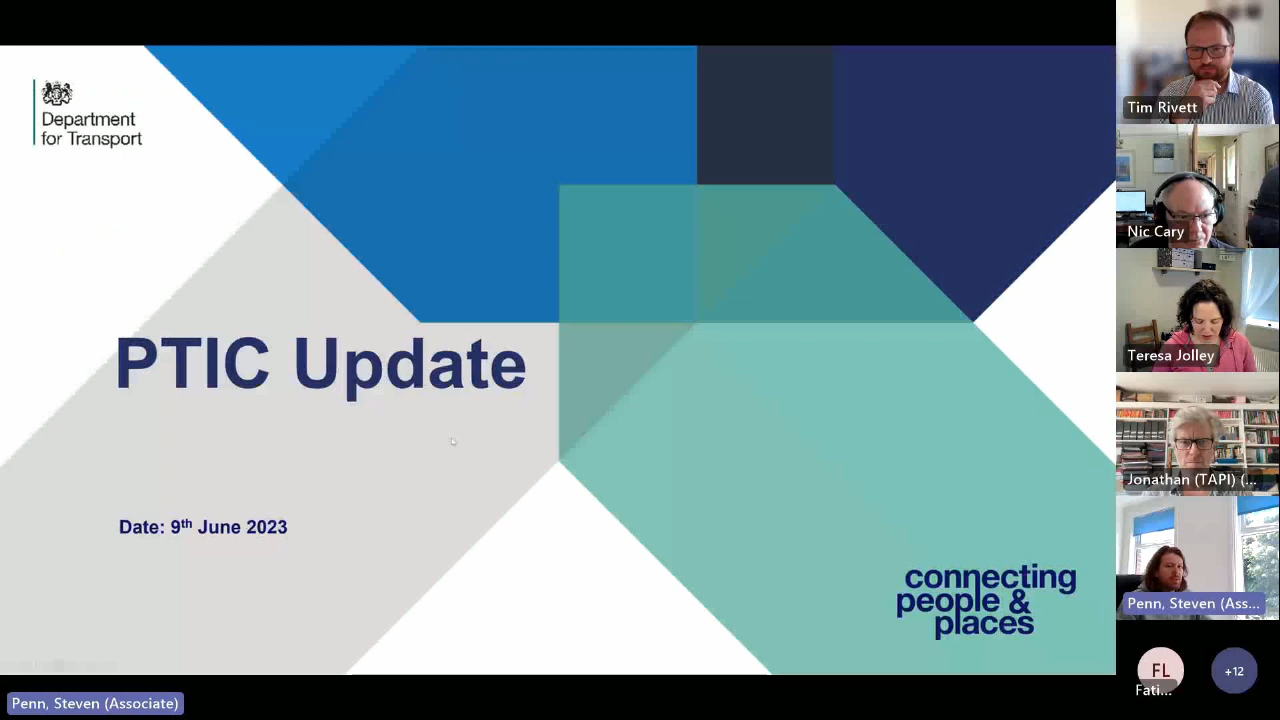 Department
for Transport
PTIC Update
Date: 9th June 2023
connecting
people &
places
Penn, Steven (Associate)
Tim Rivett
Nic Cary
Teresa Jolley
Jonathan (TAPI) (...
Penn, Steven (Ass...
FL
Fati...
+12